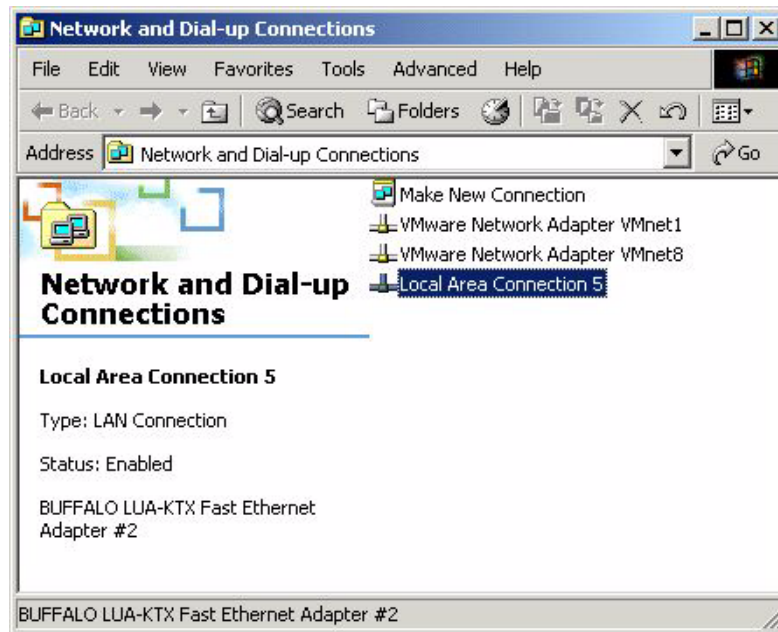 Network and Dial-up Connections
File Edit View Favorites Tools Advanced Help
Back Search Folders
Address Network and Dial-up Connections Go
Make New Connection
VMware Network Adapter VMnet1
VMware Network Adapter VMnet8
Local Area Connection 5
Network and Dial-up
Connections
Local Area Connection 5
Type: LAN Connection
Status: Enabled
BUFFALO LUA-KTX Fast Ethernet
Adapter #2
BUFFALO LUA-KTX Fast Ethernet Adapter #2